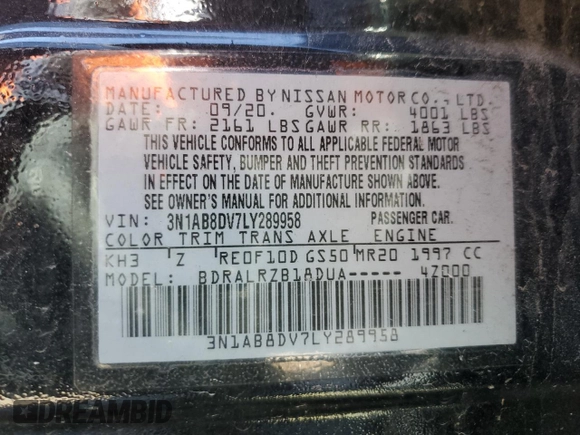 MANUFACTURED BY NISSAN MOTOR CO., LTD.
DATE: 09/20. GVWR: 4001 LBS
GAWR FR: 2161 LBS GAWR RR: 1863 LBS
THIS VEHICLE CONFORMS TO ALL APPLICABLE FEDERAL MOTOR
VEHICLE SAFETY, BUMPER AND THEFT PREVENTION STANDARDS
IN EFFECT ON THE DATE OF MANUFACTURE SHOWN ABOVE.
SEE OWNER'S MANUAL FOR ADDITIONAL INFORMATION.
VIN: 3N1AB8DV7LY289958 PASSENGER CAR.
COLOR TRIM TRANS AXLE ENGINE
KH3 Z RE0F10D GS50 MR20 1997 CC
MODEL: BDRALRZB18DUA----- 4Z000
3N1AB8DV7LY289958
DREAMBID